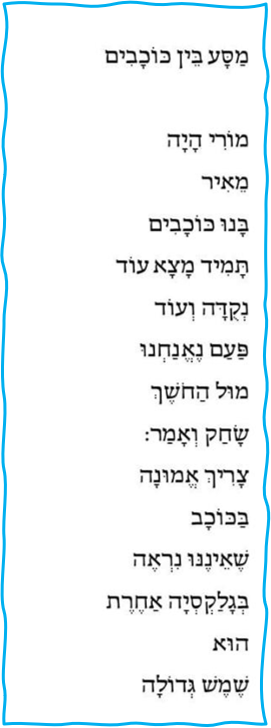 מַסָּע בֵּין כּוֹכָבִים
מוֹרִי הָיָה
מֵאִיר
בָּנוּ כּוֹכָבִים
תָּמִיד מָצָא עוֹד
נְקֻדָּה וְעוֹד
פַּעַם נֶאֱנַחְנוּ
מוּל הַחֹשֶׁךְ
שָׂחַק וְאָמַר:
צָרִיךְ אֱמוּנָה
בַּכּוֹכָב
שֶׁאֵינֶנּוּ נִרְאֶה
בְּגָלַקְסְיָה אַחֶרֶת
הוּא
שֶׁמֶשׁ גְּדוֹלָה